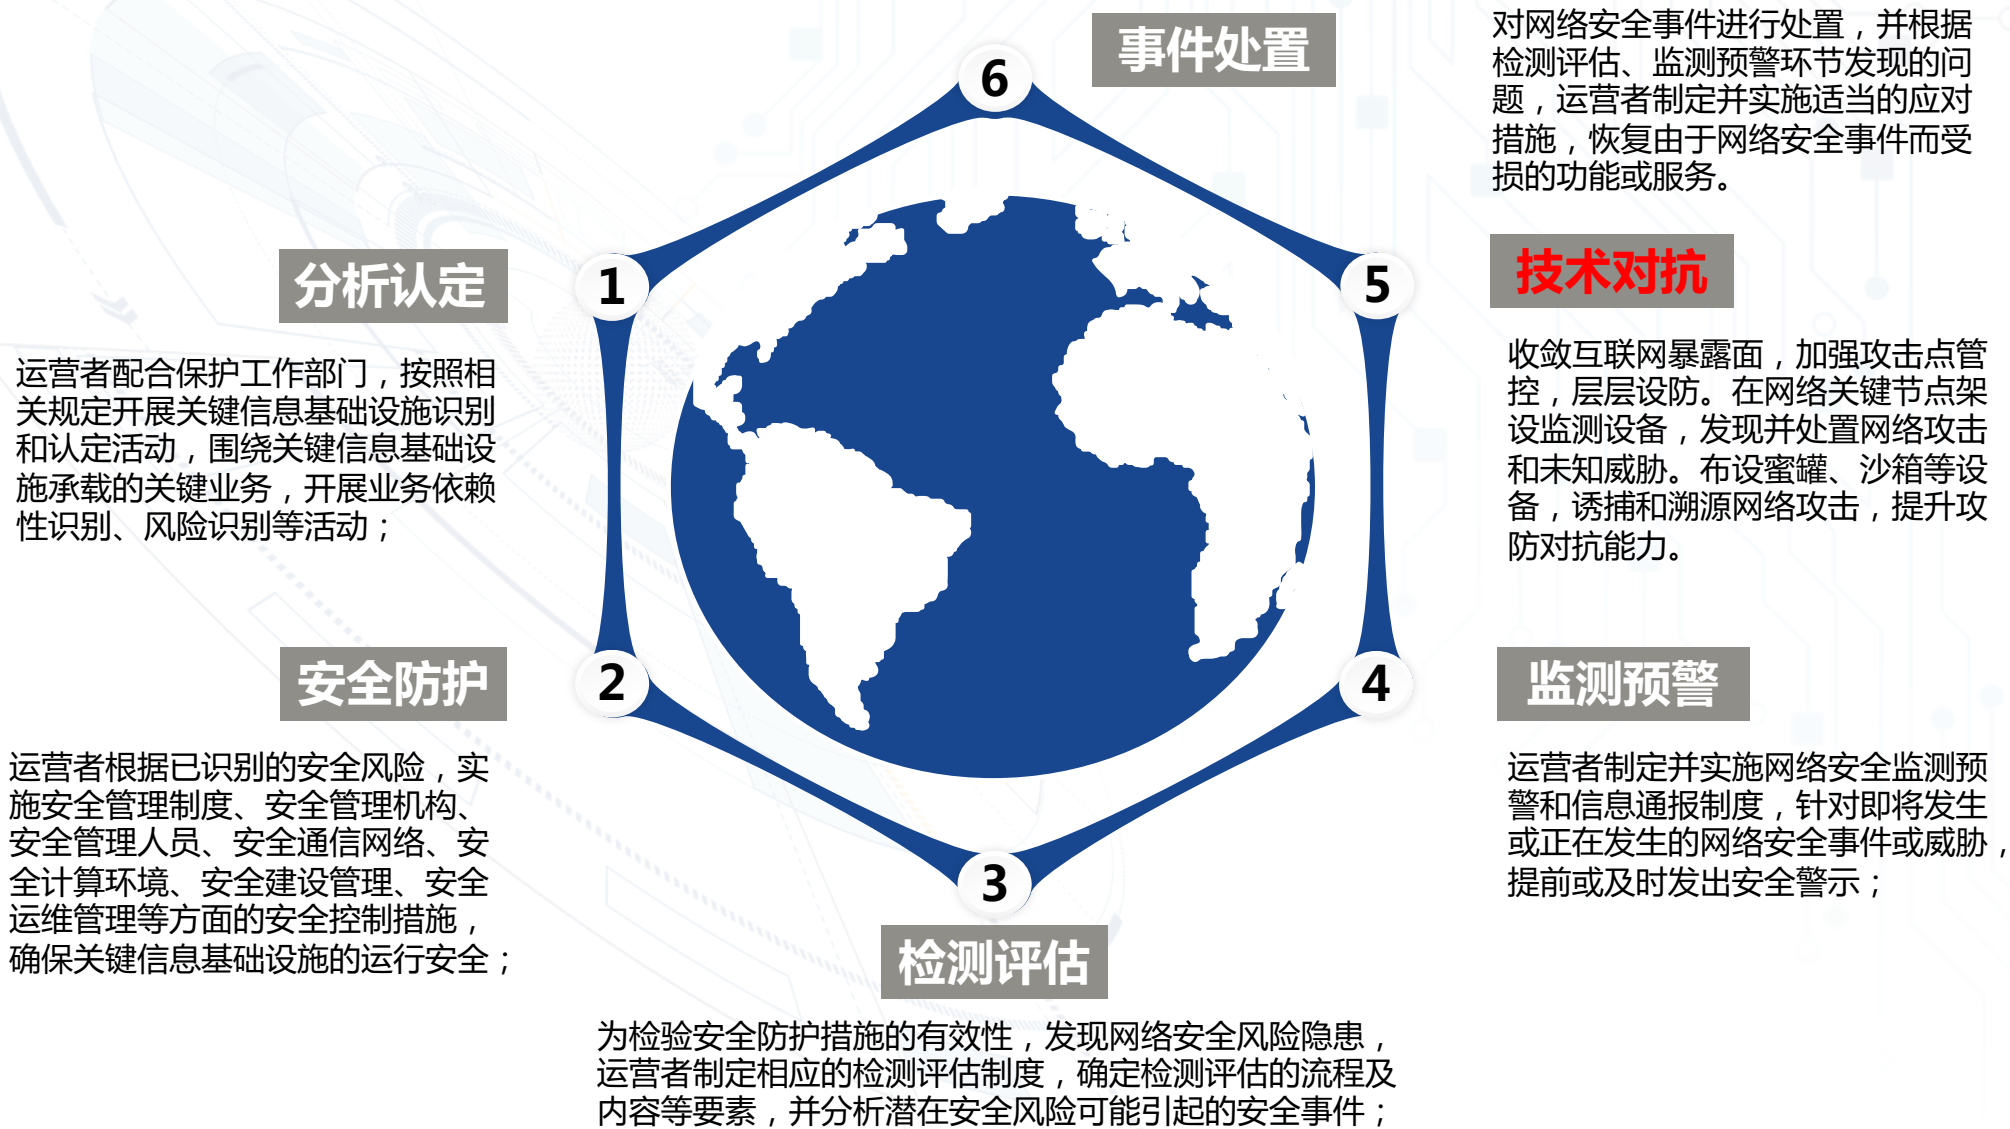 事件处置
6
对网络安全事件进行处置，并根据
检测评估、监测预警环节发现的问
题，运营者制定并实施适当的应对
措施，恢复由于网络安全事件而受
损的功能或服务。
分析认定
1
运营者配合保护工作部门，按照相
关规定开展关键信息基础设施识别
和认定活动，围绕关键信息基础设
施承载的关键业务，开展业务依赖
性识别、风险识别等活动；
5
技术对抗
收敛互联网暴露面，加强攻击点管
控，层层设防。在网络关键节点架
设监测设备，发现并处置网络攻击
和未知威胁。布设蜜罐、沙箱等设
备，诱捕和溯源网络攻击，提升攻
防对抗能力。
安全防护
2
运营者根据已识别的安全风险，实
施安全管理制度、安全管理机构、
安全管理人员、安全通信网络、安
全计算环境、安全建设管理、安全
运维管理等方面的安全控制措施，
确保关键信息基础设施的运行安全；
4
监测预警
运营者制定并实施网络安全监测预
警和信息通报制度，针对即将发生
或正在发生的网络安全事件或威胁，
提前或及时发出安全警示；
3
检测评估
为检验安全防护措施的有效性，发现网络安全风险隐患，
运营者制定相应的检测评估制度，确定检测评估的流程及
内容等要素，并分析潜在安全风险可能引起的安全事件；